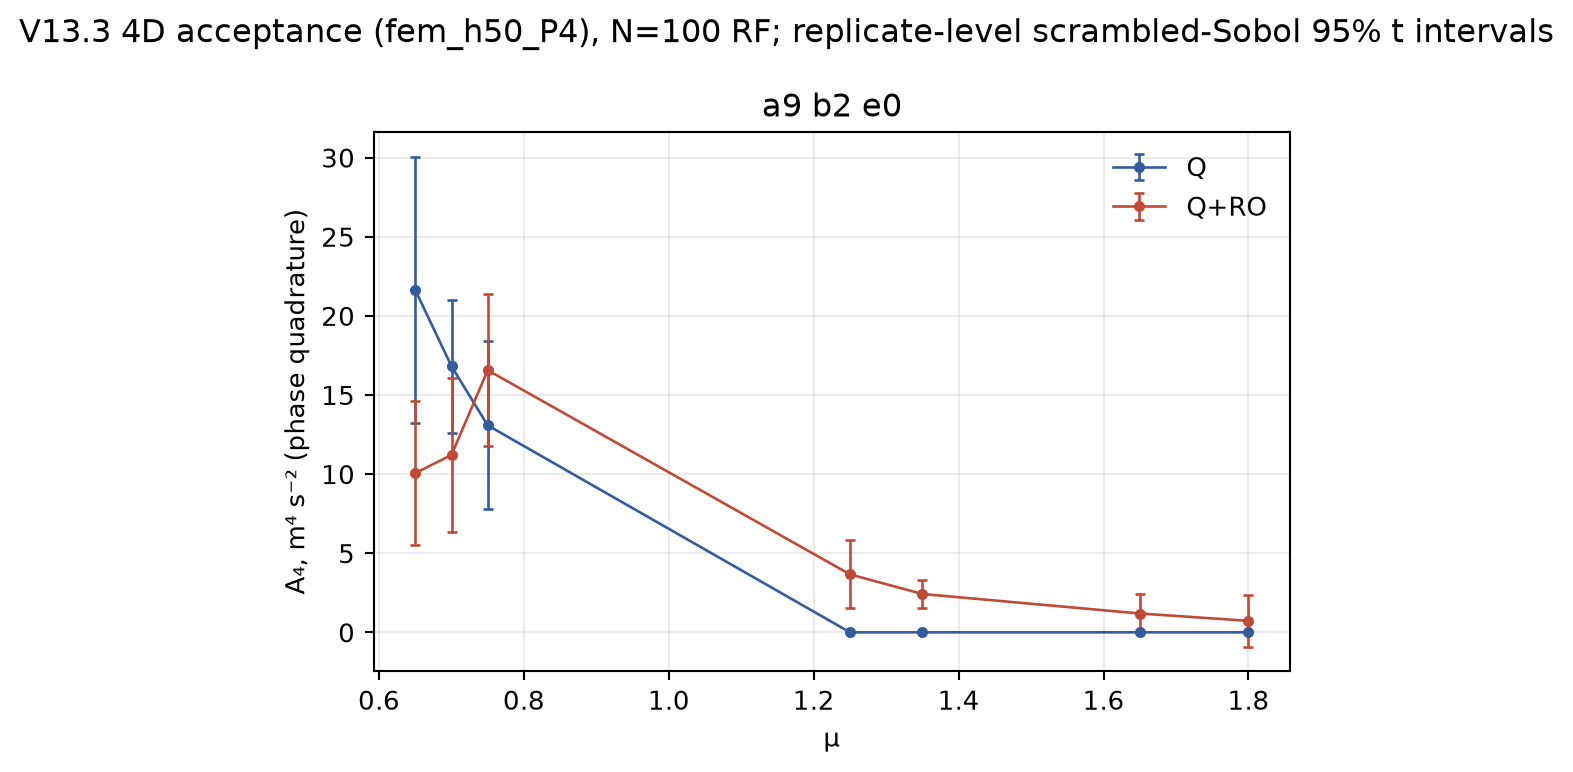 V13.3 4D acceptance (fem_h50_P4), N=100 RF; replicate-level scrambled-Sobol 95% t intervals
a9 b2 e0
Q
Q+RO
A₄, m⁴ s⁻² (phase quadrature)
30
25
20
15
10
5
0
0.6 0.8 1.0 1.2 1.4 1.6 1.8
μ